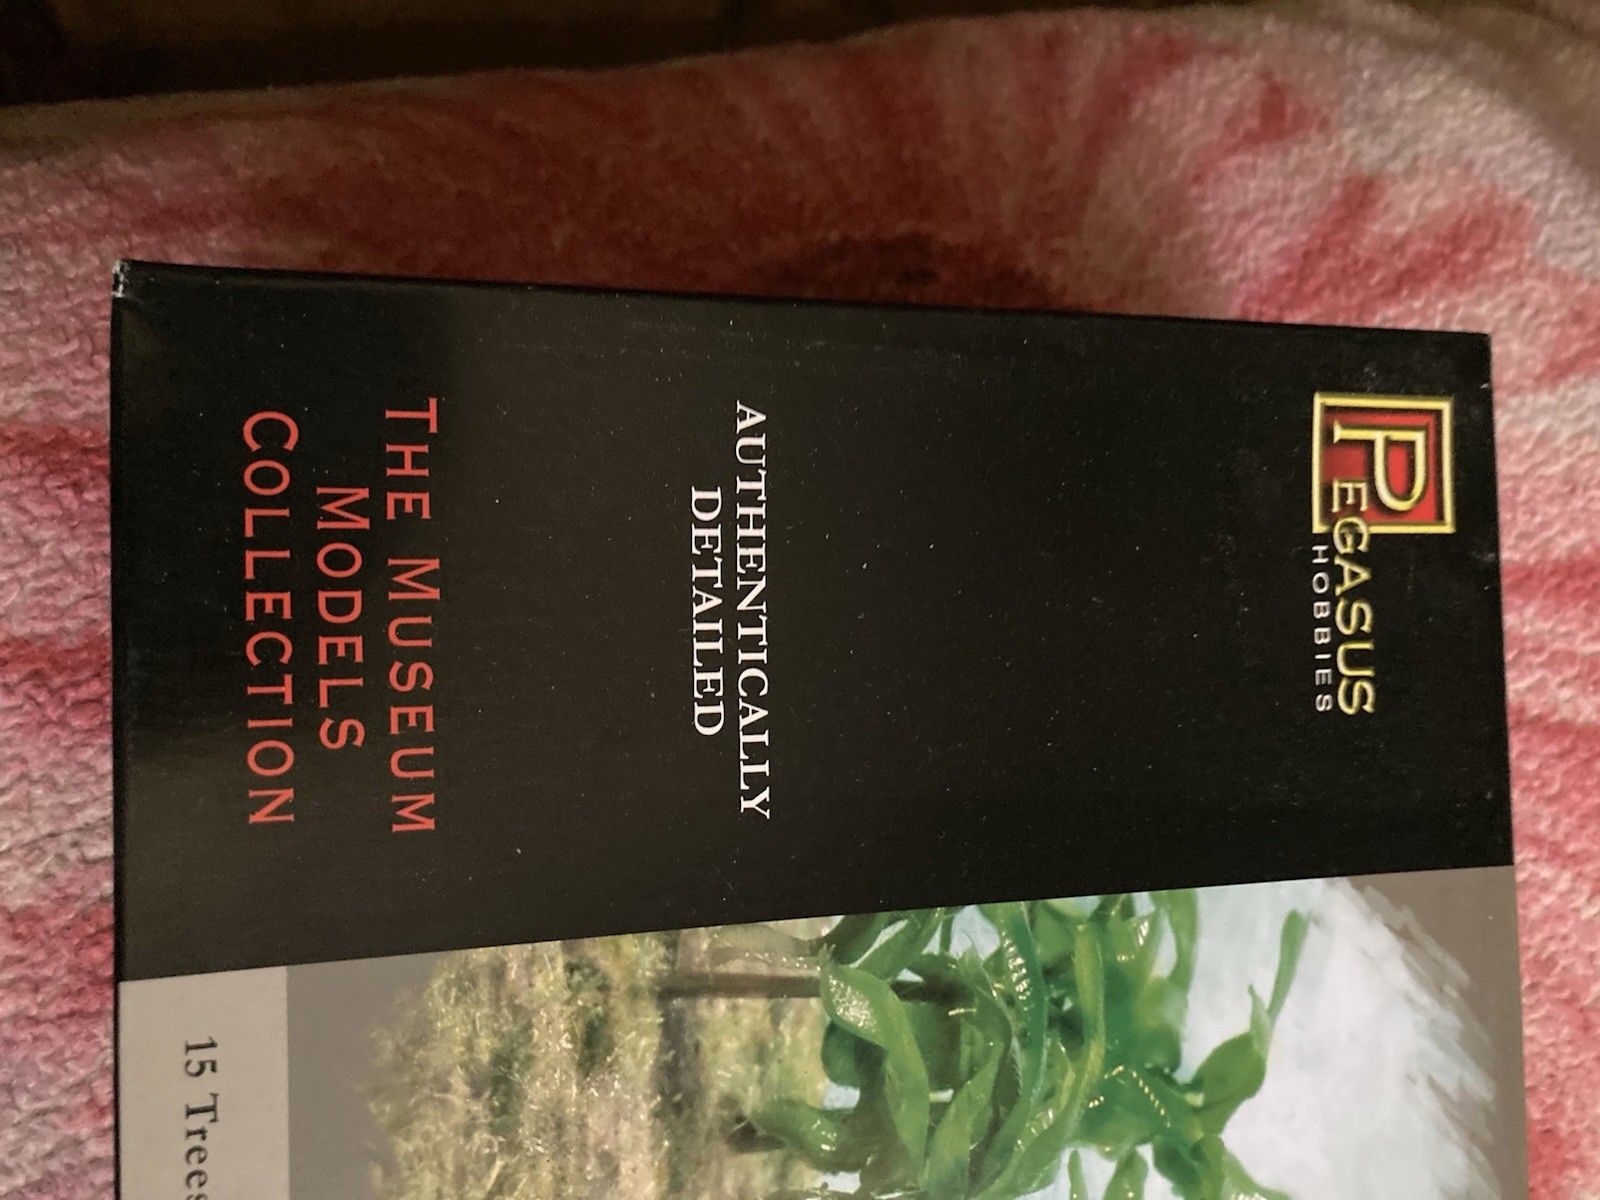 PEGASUS
HOBBIES
AUTHENTICALLY
DETAILED
THE MUSEUM
MODELS
COLLECTION
15 Trees